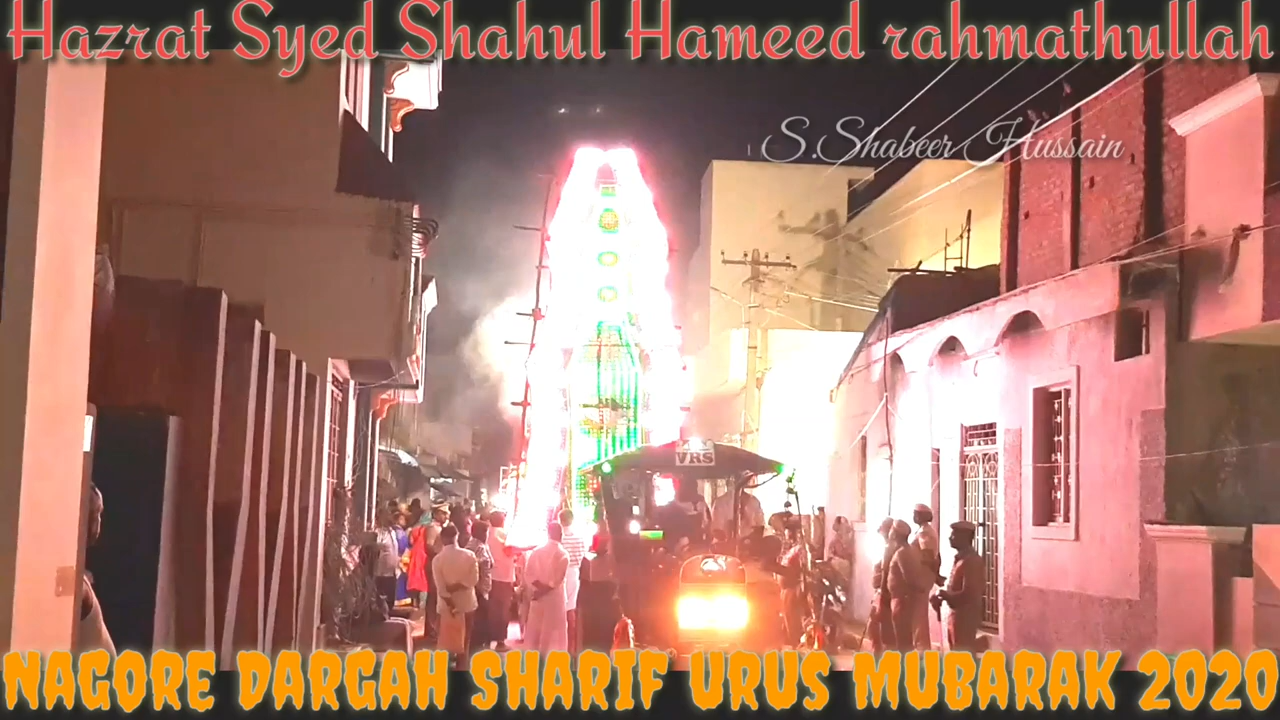 Hazrat Syed Shahul Hameed rahmathullah
S.Shabeer Hussain
VRS
NAGORE DARGAH SHARIF URUS MUBARAK 2020